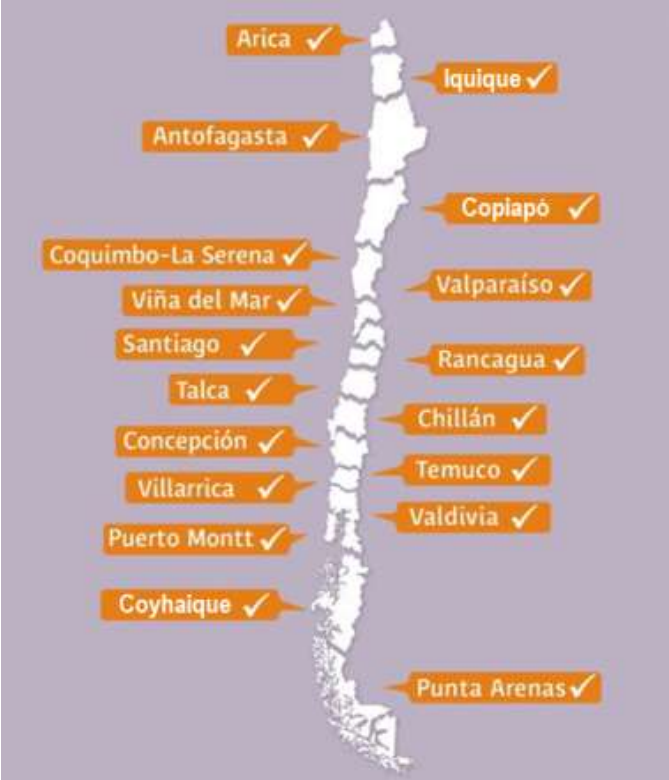 Arica
Iquique
Antofagasta
Copiapó
Coquimbo-La Serena
Valparaíso
Viña del Mar
Santiago
Rancagua
Talca
Chillán
Concepción
Temuco
Villarrica
Valdivia
Puerto Montt
Coyhaique
Punta Arenas